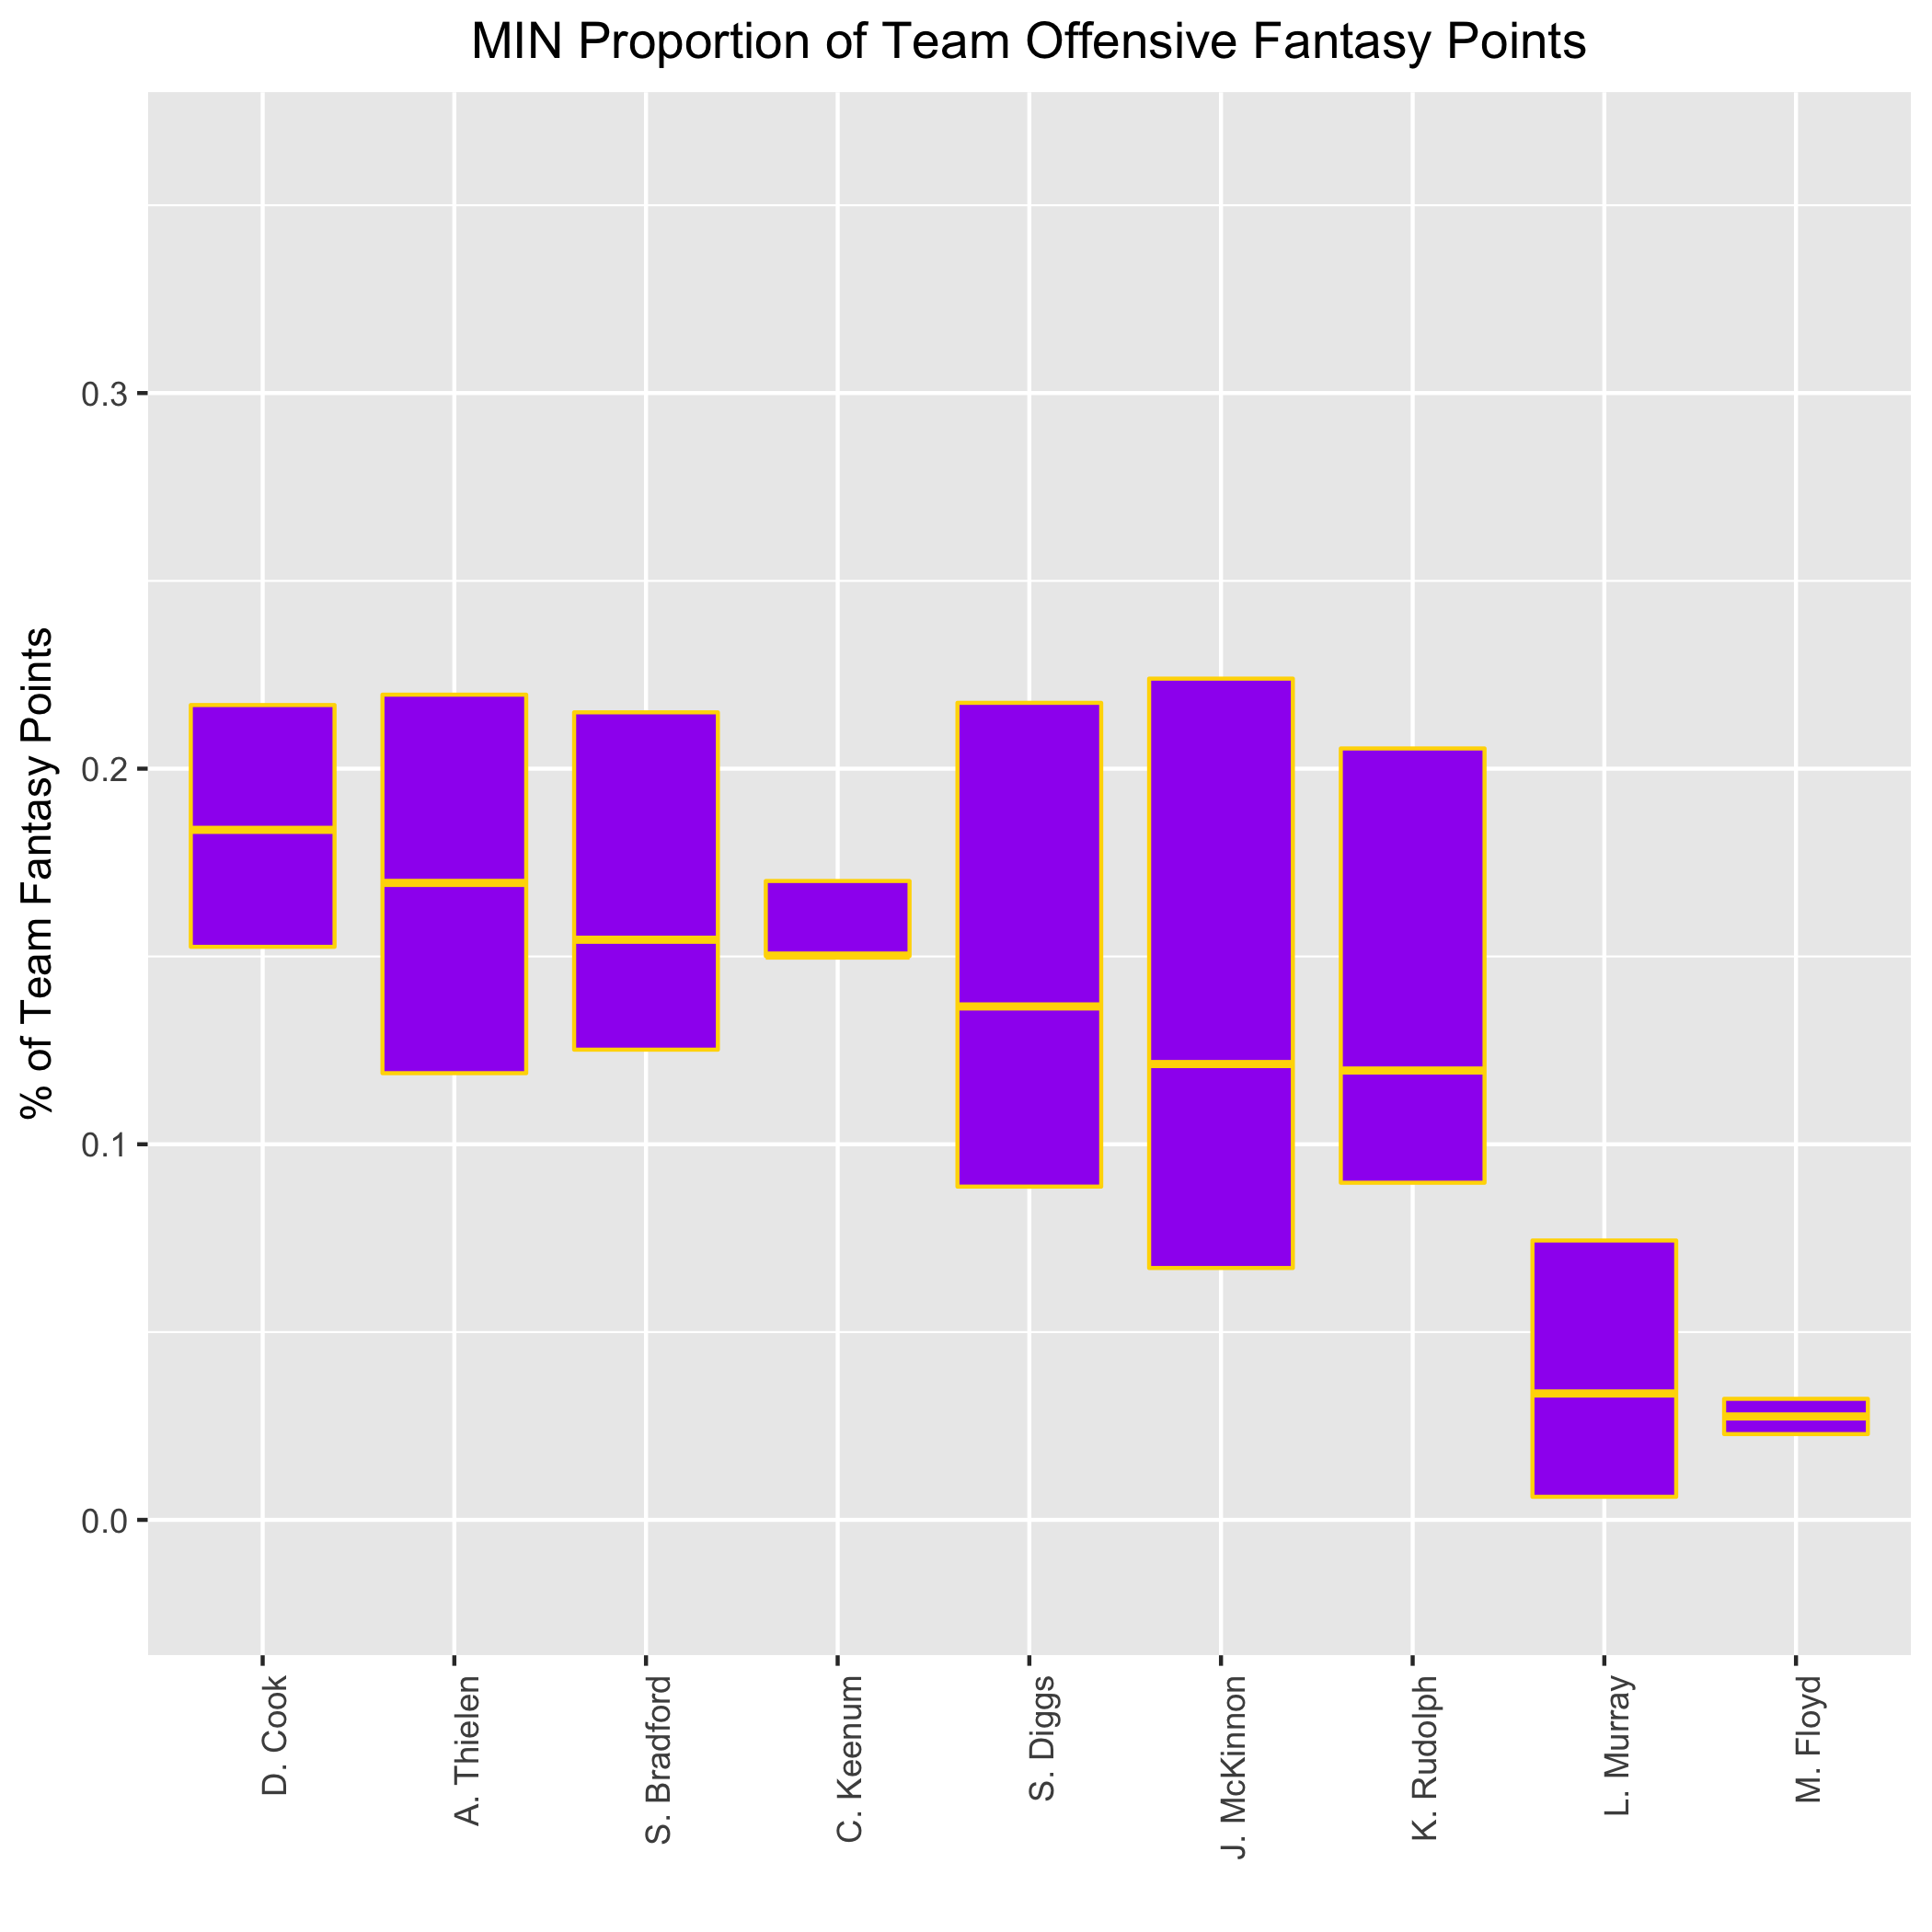 MIN Proportion of Team Offensive Fantasy Points
% of Team Fantasy Points
0.3
0.2
0.1
0.0
D. Cook
A. Thielen
S. Bradford
C. Keenum
S. Diggs
J. McKinnon
K. Rudolph
L. Murray
M. Floyd